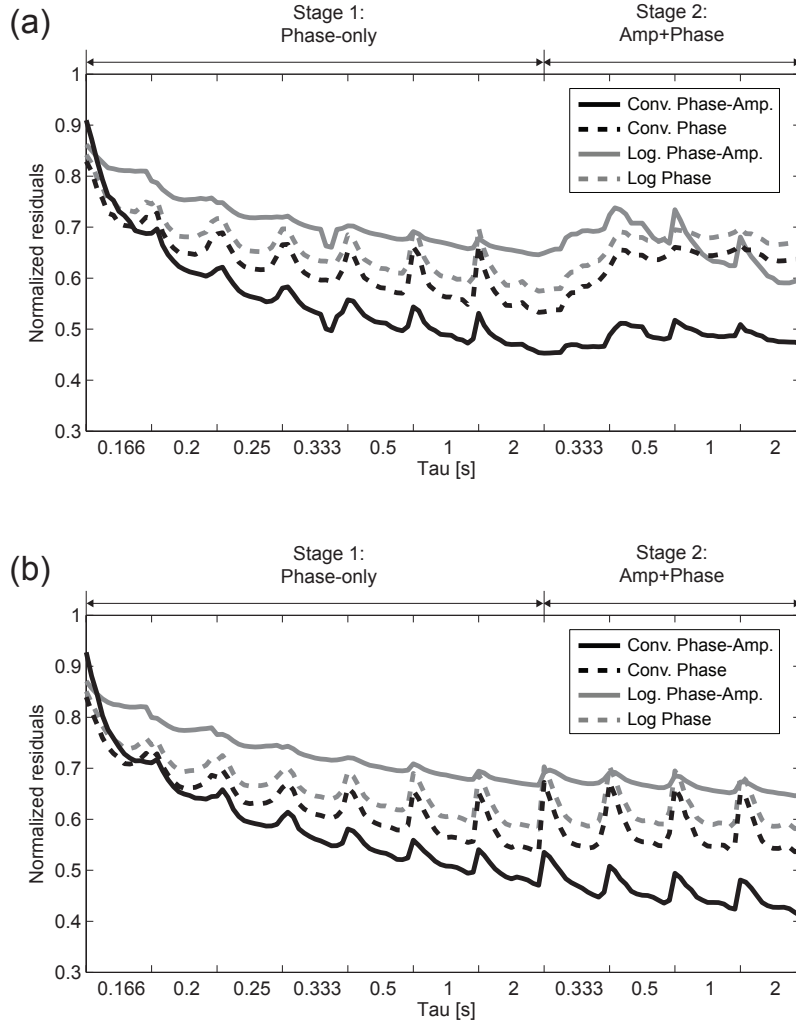 (a)
Stage 1:
Phase-only
Stage 2:
Amp+Phase
1
0.9
0.8
0.7
0.6
0.5
0.4
0.3
Normalized residuals
Conv. Phase-Amp.
Conv. Phase
Log. Phase-Amp.
Log Phase
0.166 0.2 0.25 0.333 0.5 1 2 0.333 0.5 1 2
Tau [s]
(b)
Stage 1:
Phase-only
Stage 2:
Amp+Phase
1
0.9
0.8
0.7
0.6
0.5
0.4
0.3
Normalized residuals
Conv. Phase-Amp.
Conv. Phase
Log. Phase-Amp.
Log Phase
0.166 0.2 0.25 0.333 0.5 1 2 0.333 0.5 1 2
Tau [s]